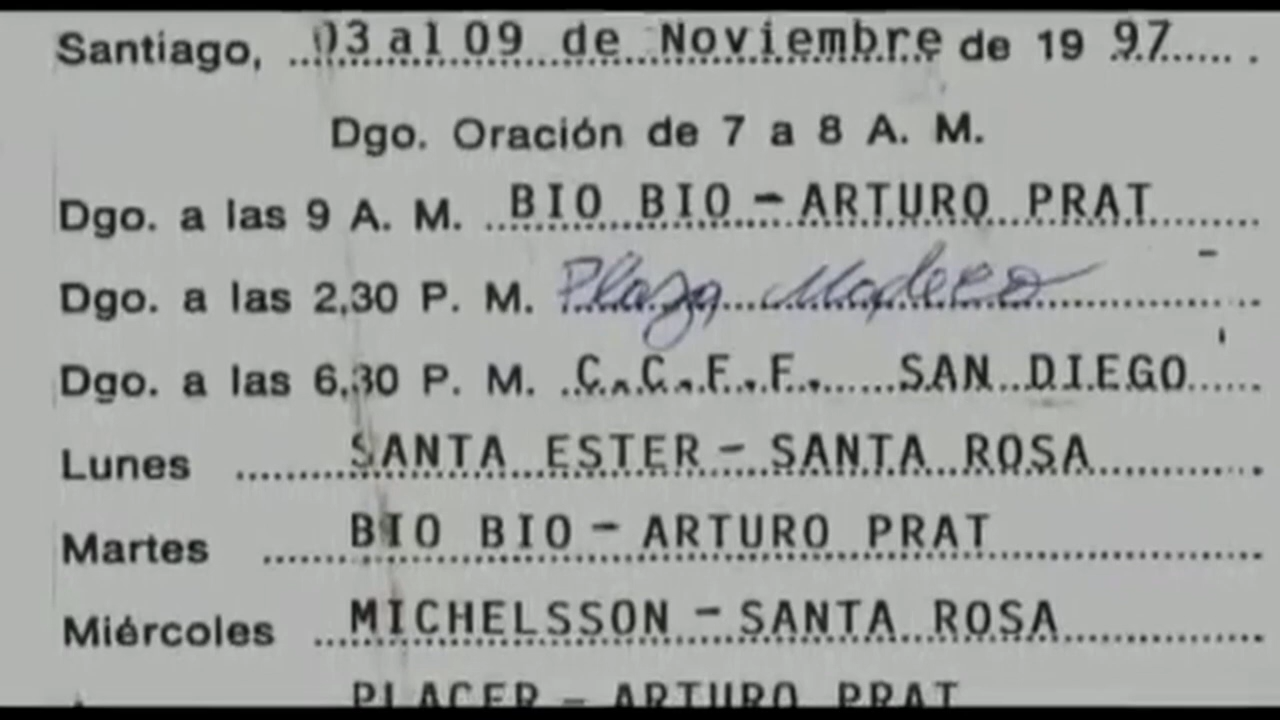 Santiago, 03 al 09 de Noviembre de 19 97
Dgo. Oración de 7 a 8 A. M.
Dgo. a las 9 A. M. BIO BIO - ARTURO PRAT
Dgo. a las 2,30 P. M. Plaza Madero
Dgo. a las 6,30 P. M. C.C.F.F. SAN DIEGO
Lunes SANTA ESTER - SANTA ROSA
Martes BIO BIO - ARTURO PRAT
Miércoles MICHELSSON - SANTA ROSA
PLACER - ARTURO PRAT